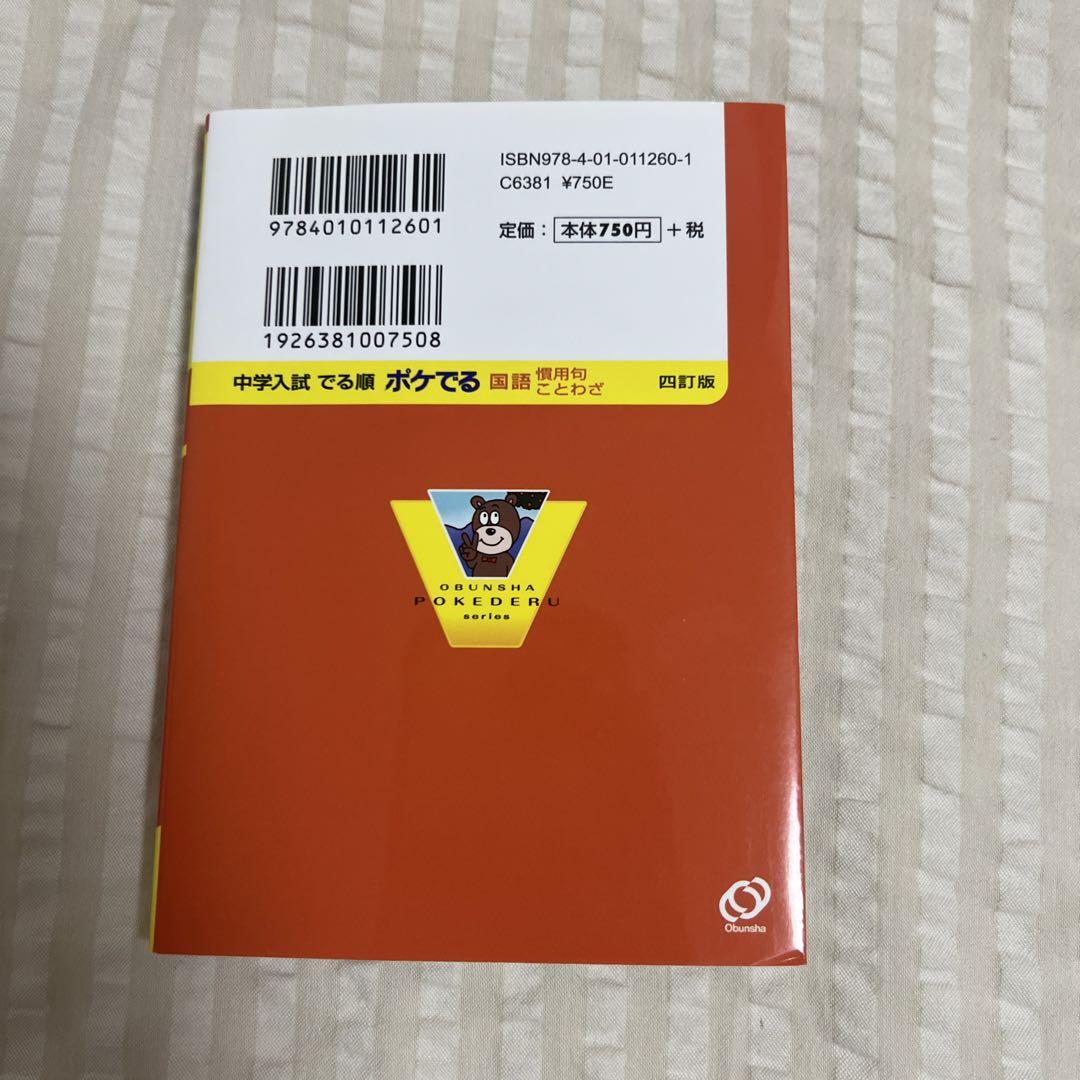 ISBN978-4-01-011260-1
C6381 ¥750E
定価： 本体750円 ＋税
9784010112601
1926381007508
中学入試 でる順 ポケでる 国語 慣用句 ことわざ 四訂版
OBUNSHA
POKEDERU
series
Obunsha